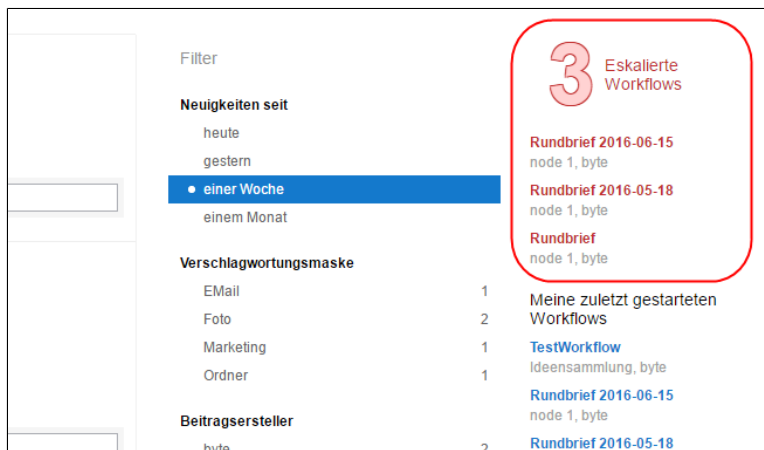 Filter
Neuigkeiten seit
heute
gestern
einer Woche
einem Monat
Verschlagwortungsmaske
EMail 1
Foto 2
Marketing 1
Ordner 1
Beitragsersteller
byte 2
3
Eskalierte
Workflows
Rundbrief 2016-06-15
node 1, byte
Rundbrief 2016-05-18
node 1, byte
Rundbrief
node 1, byte
Meine zuletzt gestarteten
Workflows
TestWorkflow
Ideensammlung, byte
Rundbrief 2016-06-15
node 1, byte
Rundbrief 2016-05-18